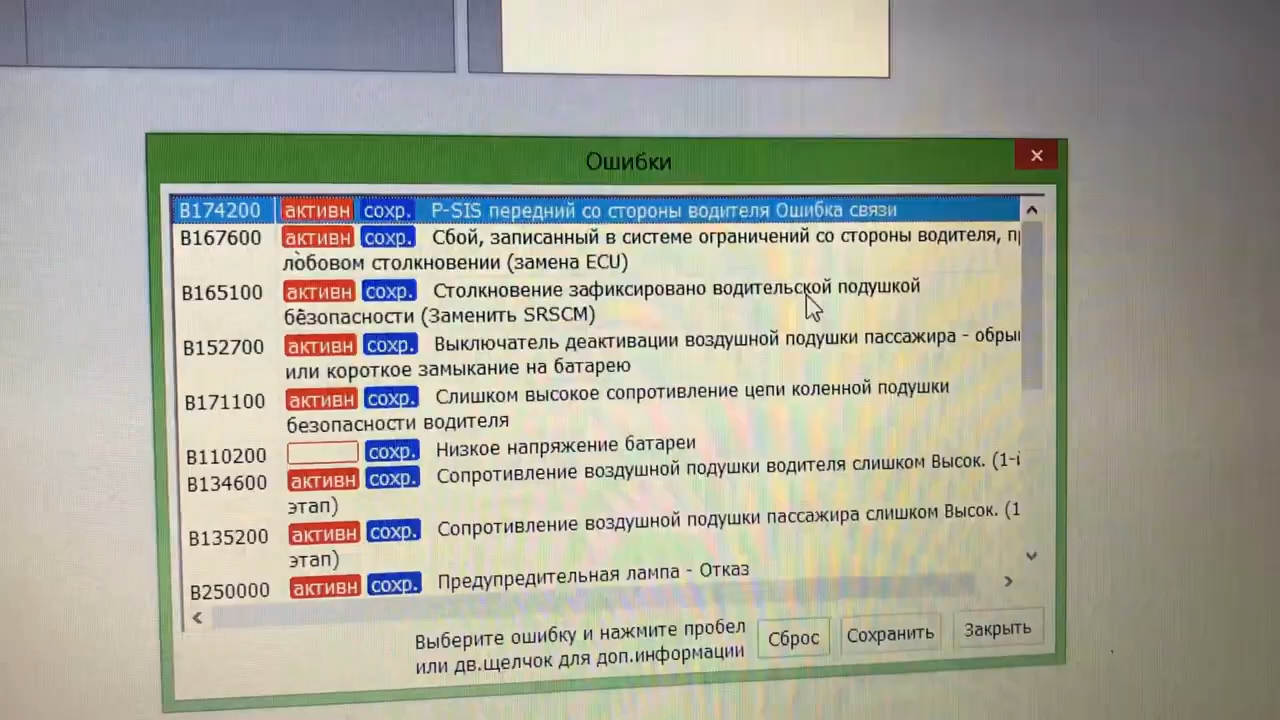 Ошибки
B174200 активн сохр. P-SIS передний со стороны водителя Ошибка связи
B167600 активн сохр. Сбой, записанный в системе ограничений со стороны водителя,
лобовом столкновении (замена ECU)
B165100 активн сохр. Столкновение зафиксировано водительской подушкой
безопасности (Заменить SRSCM)
B152700 активн сохр. Выключатель деактивации воздушной подушки пассажира - обры
или короткое замыкание на батарею
B171100 активн сохр. Слишком высокое сопротивление цепи коленной подушки
безопасности водителя
B110200 сохр. Низкое напряжение батареи
B134600 активн сохр. Сопротивление воздушной подушки водителя слишком Высок. (1-й
этап)
B135200 активн сохр. Сопротивление воздушной подушки пассажира слишком Высок. (1
этап)
B250000 активн сохр. Предупредительная лампа - Отказ
Выберите ошибку и нажмите пробел
или дв.щелчок для доп.информации
Сброс Сохранить Закрыть